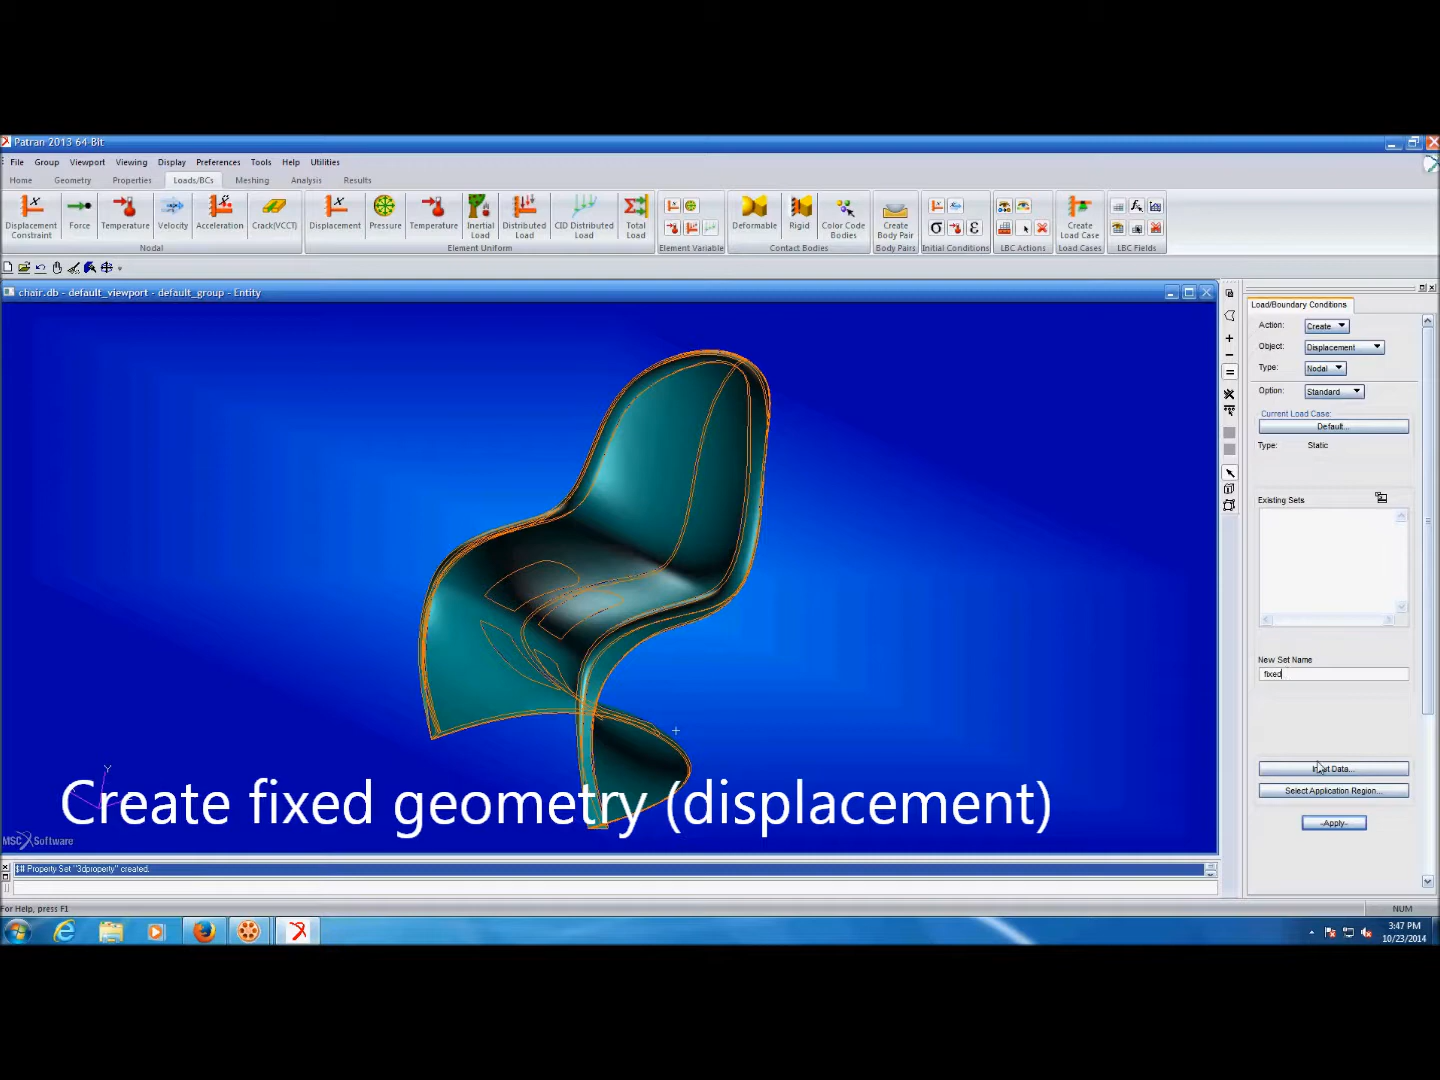 Patran 2013 64-Bit
File Group Viewport Viewing Display Preferences Tools Help Utilities
Home Geometry Properties Loads/BCs Meshing Analysis Results
Displacement Constraint Force Temperature Velocity Acceleration Crack(VCCT) Displacement Pressure Temperature Inertial Load Distributed Load CID Distributed Load Total Load Deformable Rigid Color Code Bodies Create Body Pair Create Load Case
Nodal Element Uniform Element Variable Contact Bodies Body Pairs Initial Conditions LBC Actions Load Cases LBC Fields
chair.db - default_viewport - default_group - Entity
Load/Boundary Conditions
Action: Create
Object: Displacement
Type: Nodal
Option: Standard
Current Load Case:
Default...
Type: Static
Existing Sets
New Set Name
fixed
Input Data...
Select Application Region...
-Apply-
Y
Create fixed geometry (displacement)
MSC Software
$# Property Set "3dproperty" created.
For Help, press F1
NUM
3:47 PM
10/23/2014